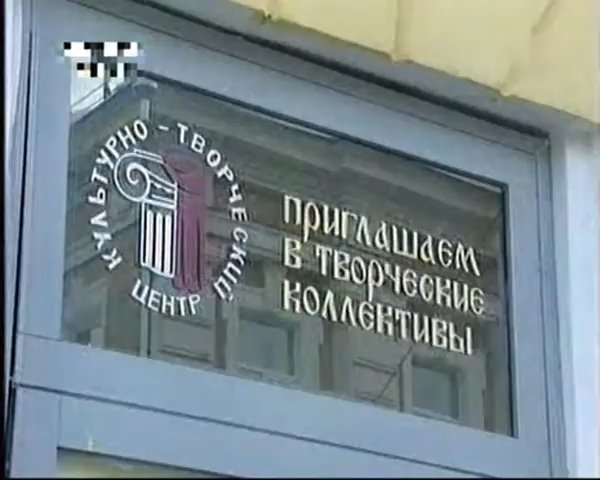 КУЛЬТУРНО - ТВОРЧЕСКИЙ
ЦЕНТР
ПРИГЛАШАЕМ
В ТВОРЧЕСКИЕ
КОЛЛЕКТИВЫ